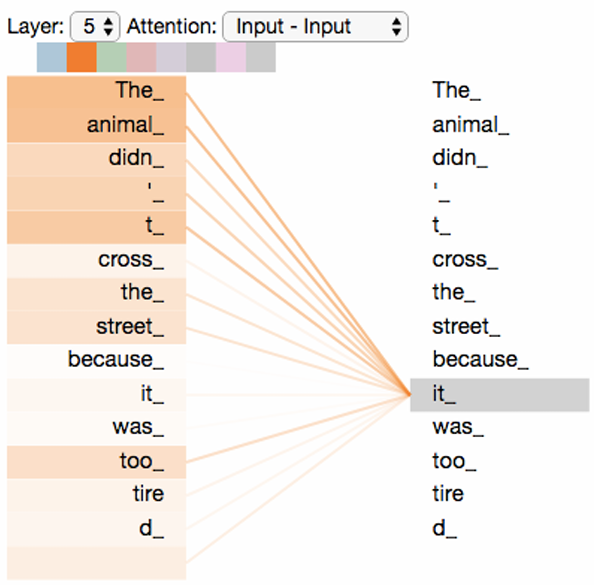 Layer: 5 Attention: Input - Input
The_ The_
animal_ animal_
didn_ didn_
'_ '_
t_ t_
cross_ cross_
the_ the_
street_ street_
because_ because_
it_ it_
was_ was_
too_ too_
tire tire
d_ d_